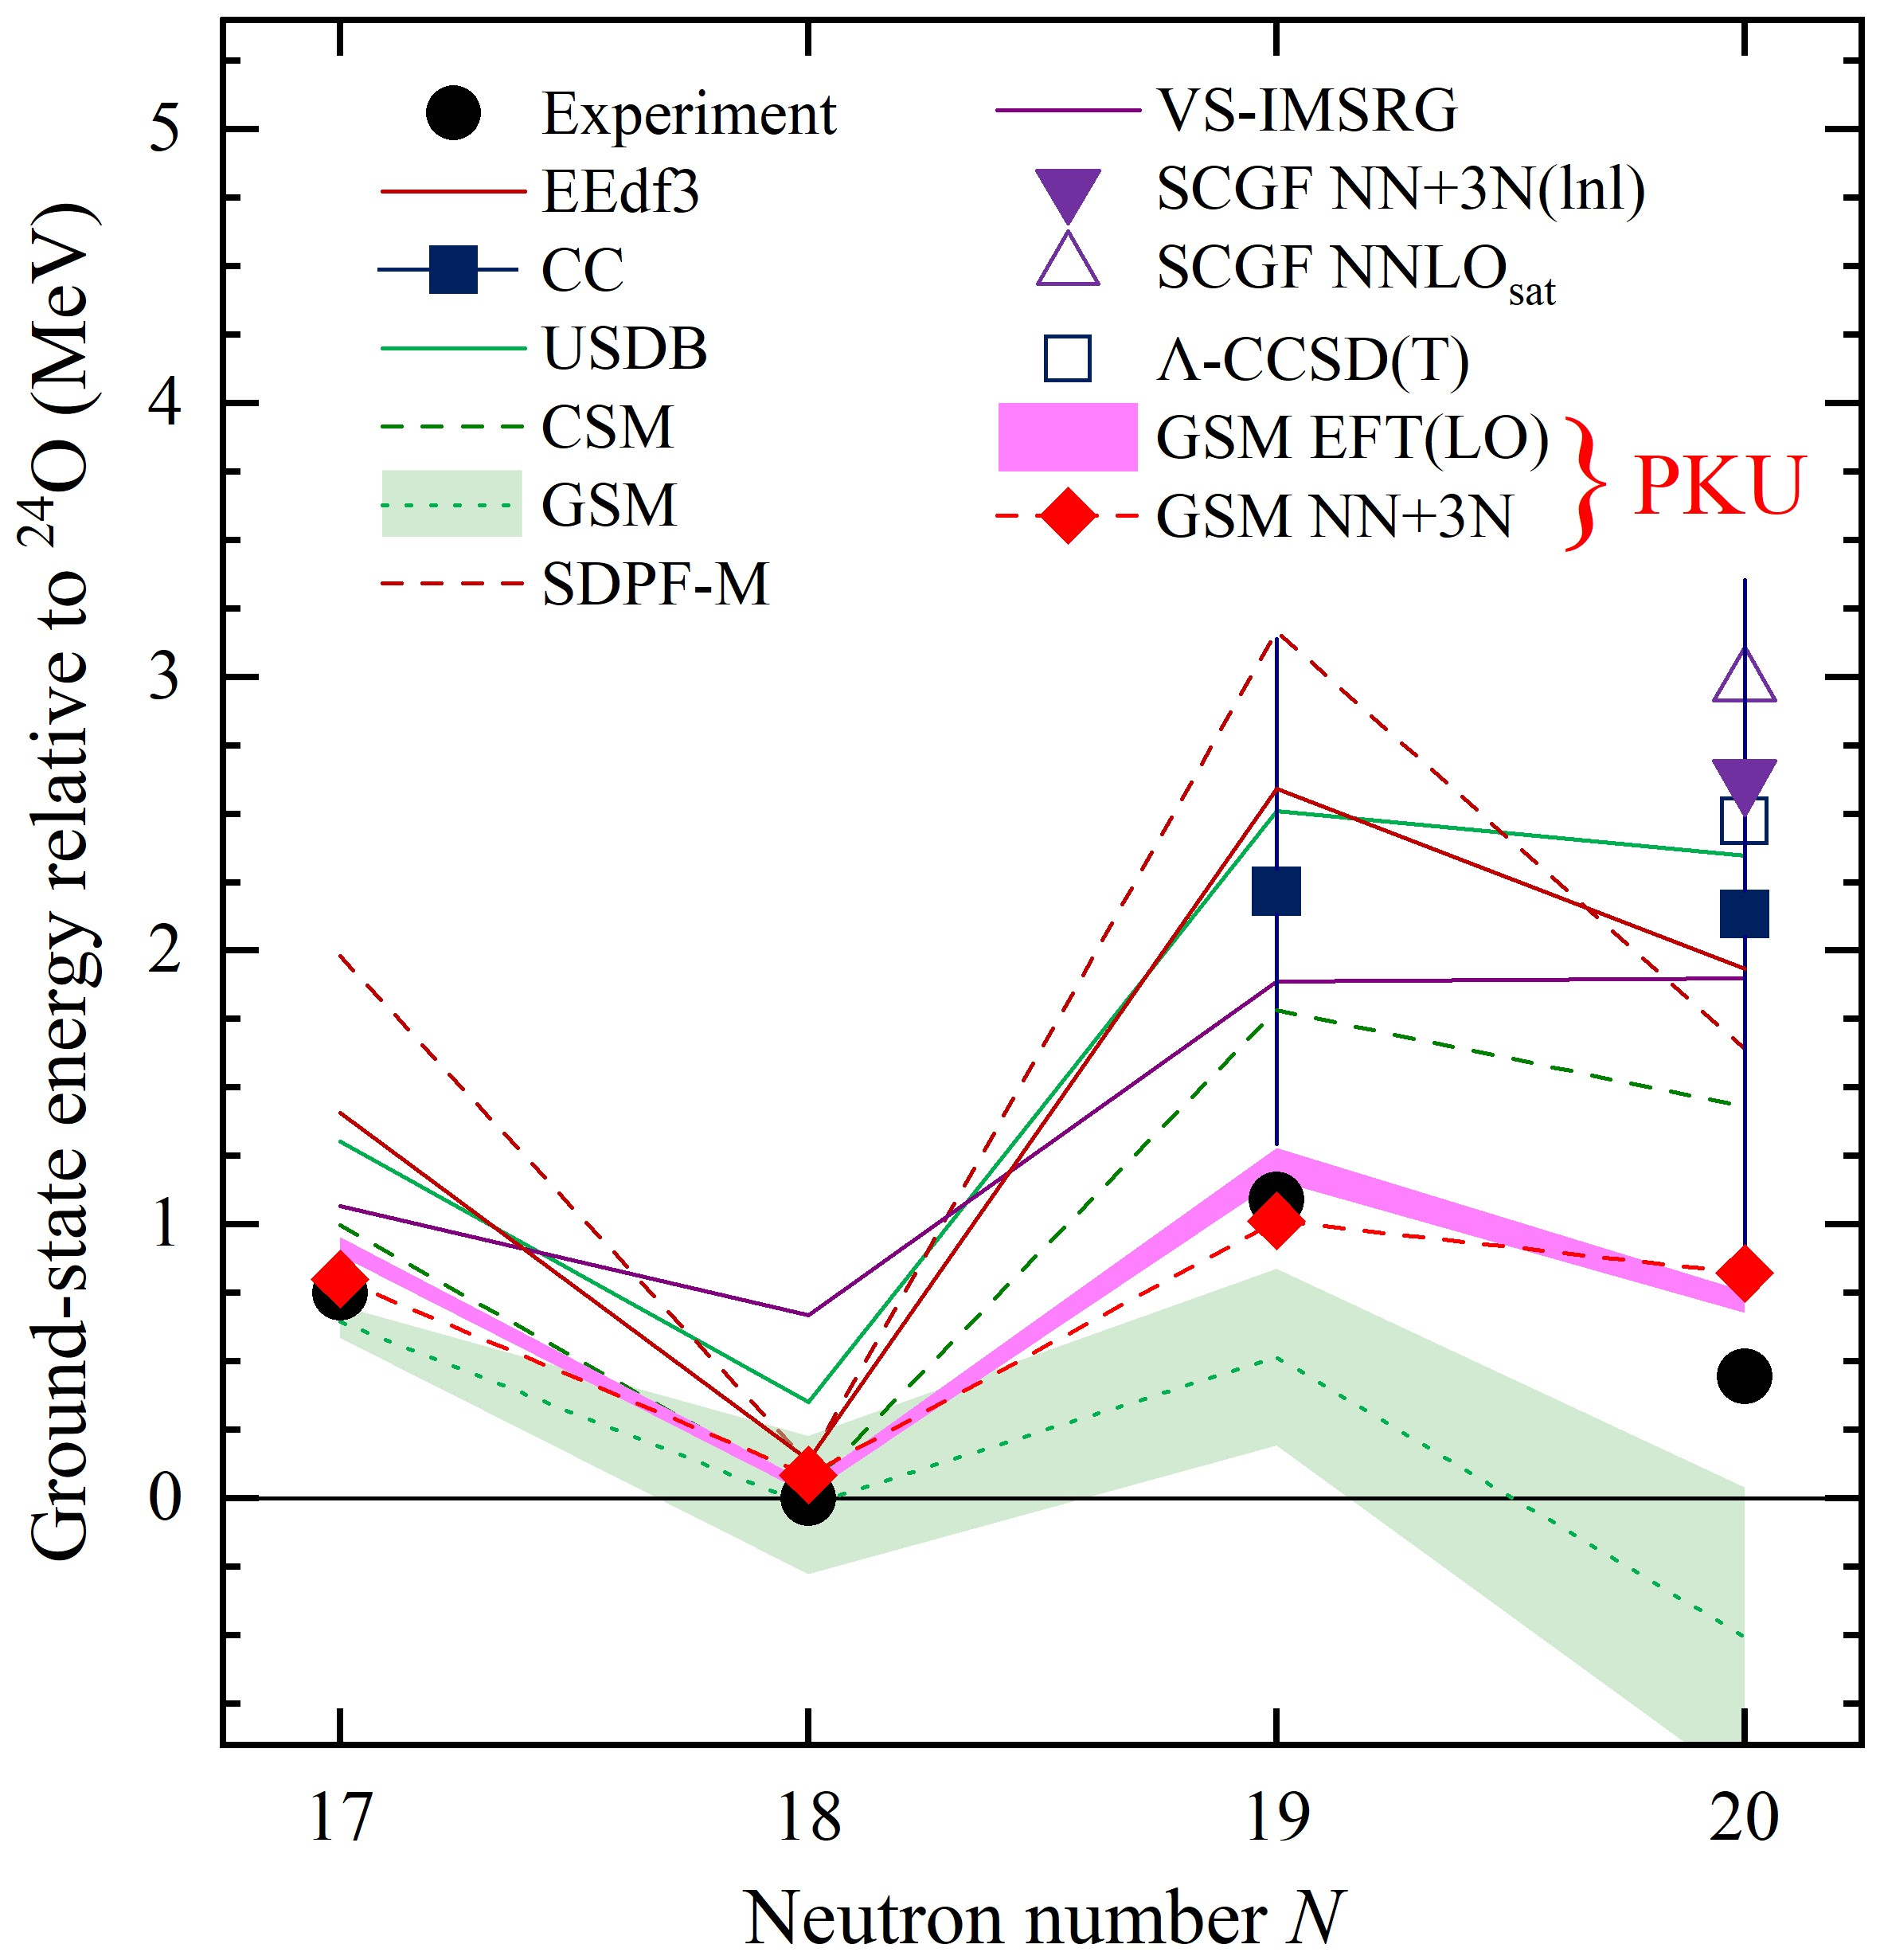 Ground-state energy relative to ²⁴O (MeV)
5
4
3
2
1
0
Experiment
EEdf3
CC
USDB
CSM
GSM
SDPF-M
VS-IMSRG
SCGF NN+3N(lnl)
SCGF NNLOsat
Λ-CCSD(T)
GSM EFT(LO)
GSM NN+3N
} PKU
17 18 19 20
Neutron number N